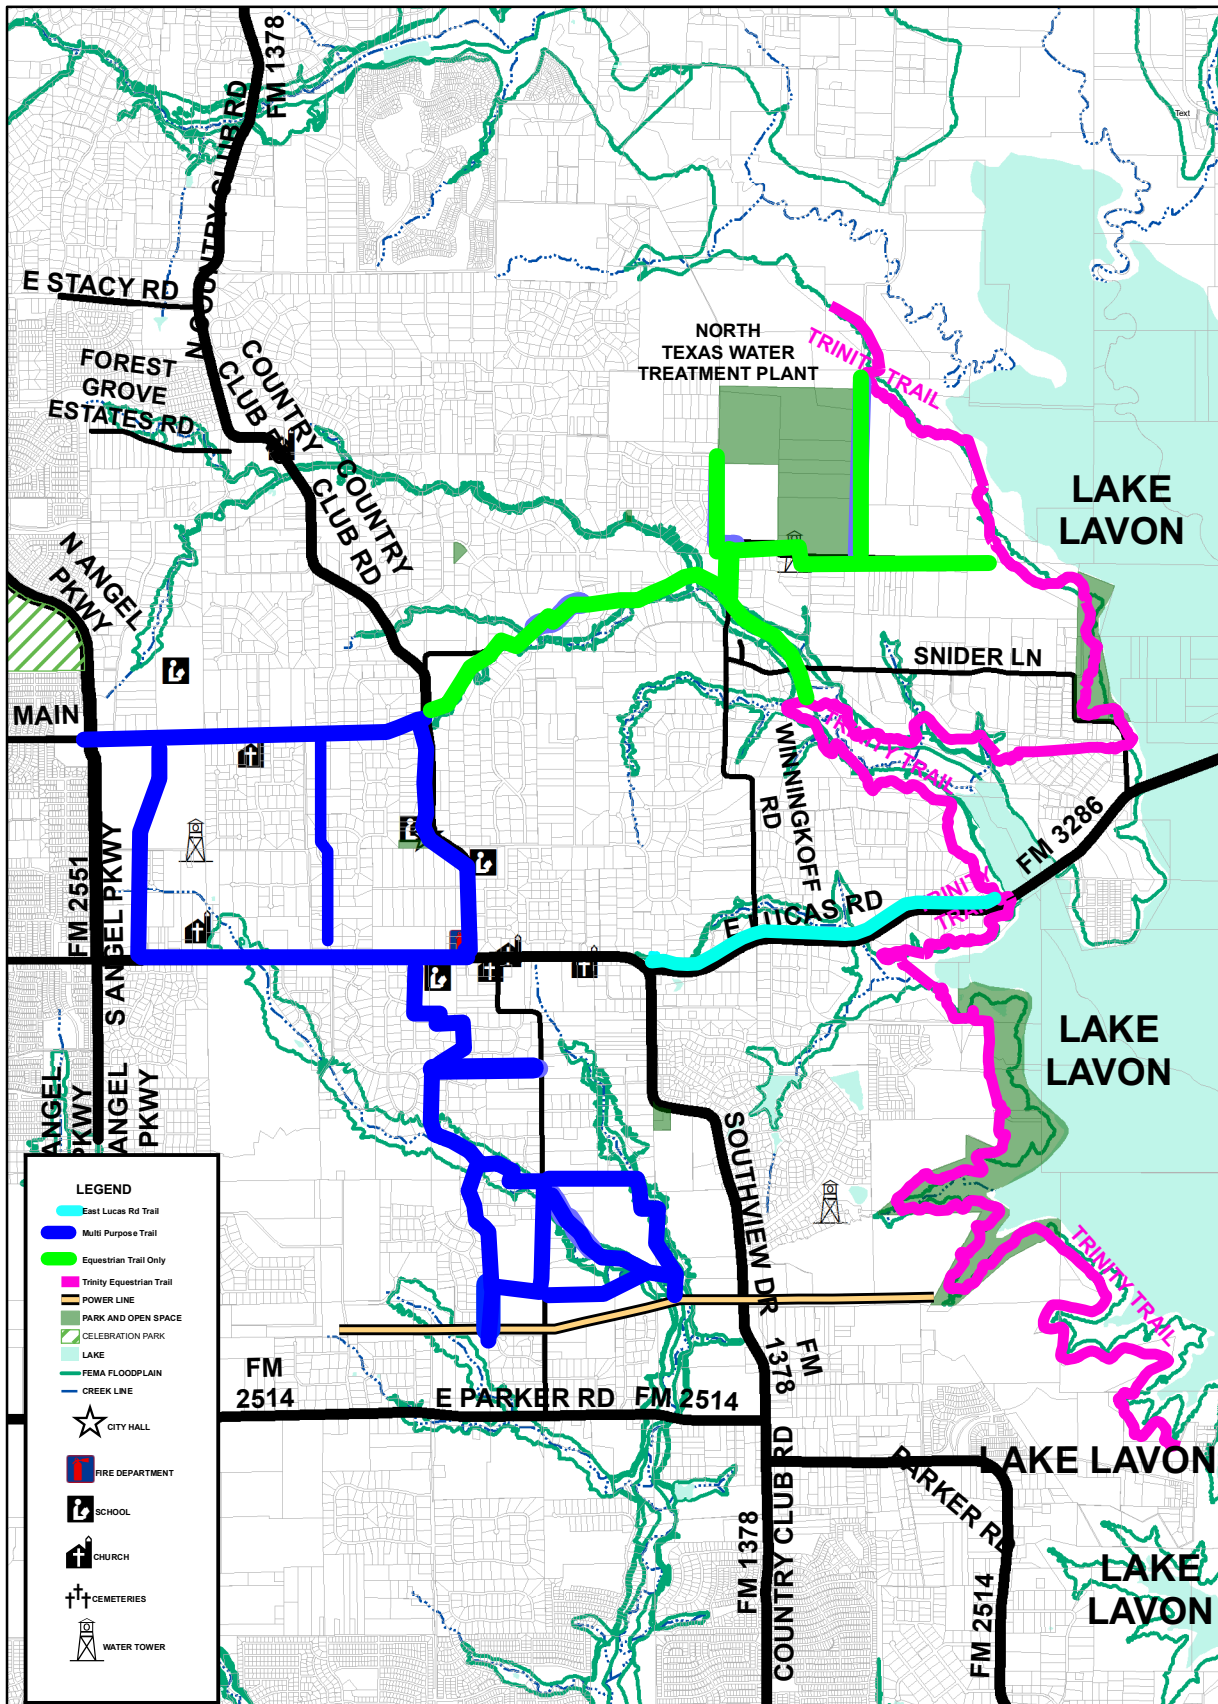 FM 1378
N COUNTRY CLUB RD
Text
E STACY RD
COUNTRY
CLUB R
FOREST
GROVE
ESTATES RD
NORTH
TEXAS WATER
TREATMENT PLANT
TRINITY TRAIL
COUNTRY
CLUB RD
LAKE
LAVON
N ANGEL
PKWY
SNIDER LN
MAIN
TRINITY TRAIL
WINNINGKOFF
RD
FM 3286
FM 2551
S ANGEL PKWY
TRINITY
TRAIL
E LUCAS RD
LAKE
LAVON
ANGEL
PKWY
ANGEL
PKWY
SOUTHVIEW DR
TRINITY TRAIL
FM
1378
FM
2514
E PARKER RD
FM 2514
LAKE LAVON
PARKER RD
FM 1378
COUNTRY CLUB RD
FM 2514
LAKE
LAVON
LEGEND
East Lucas Rd Trail
Multi Purpose Trail
Equestrian Trail Only
Trinity Equestrian Trail
POWER LINE
PARK AND OPEN SPACE
CELEBRATION PARK
LAKE
FEMA FLOODPLAIN
CREEK LINE
CITY HALL
FIRE DEPARTMENT
SCHOOL
CHURCH
CEMETERIES
WATER TOWER